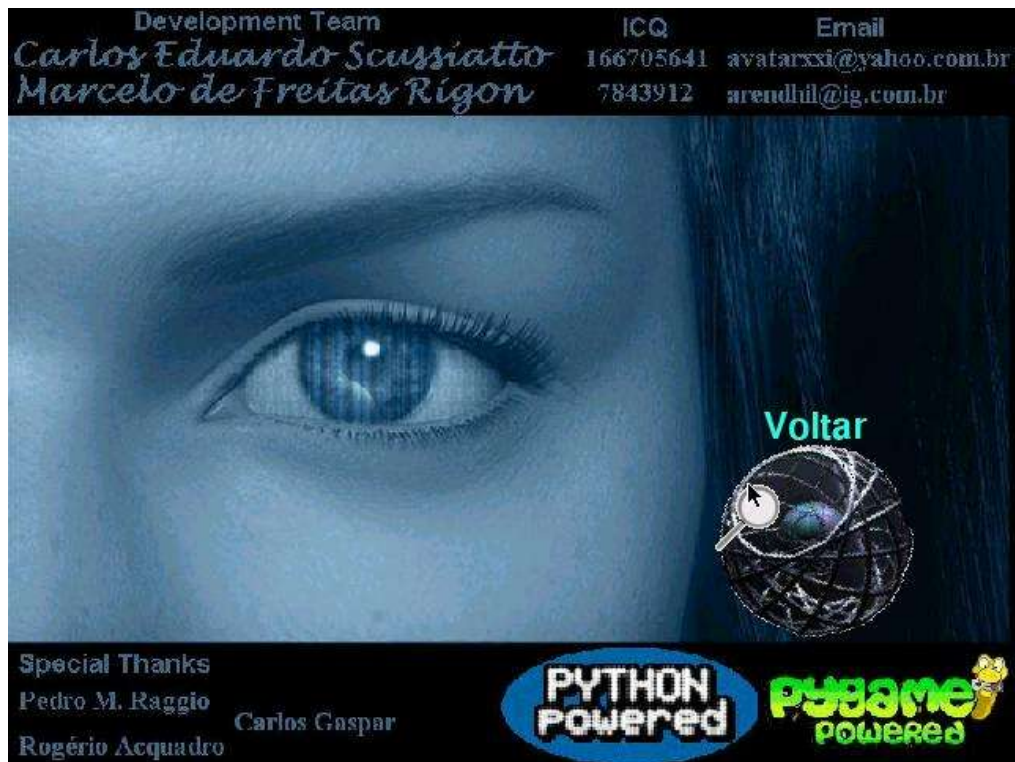 Development Team ICQ Email
Carlos Eduardo Scussiatto 166705641 avatarxxi@yahoo.com.br
Marcelo de Freitas Rigon 7843912 arendhil@ig.com.br
Voltar
Special Thanks
Pedro M. Raggio
Carlos Gaspar
Rogério Acquadro
PYTHON
Powered
pygame
POWERED